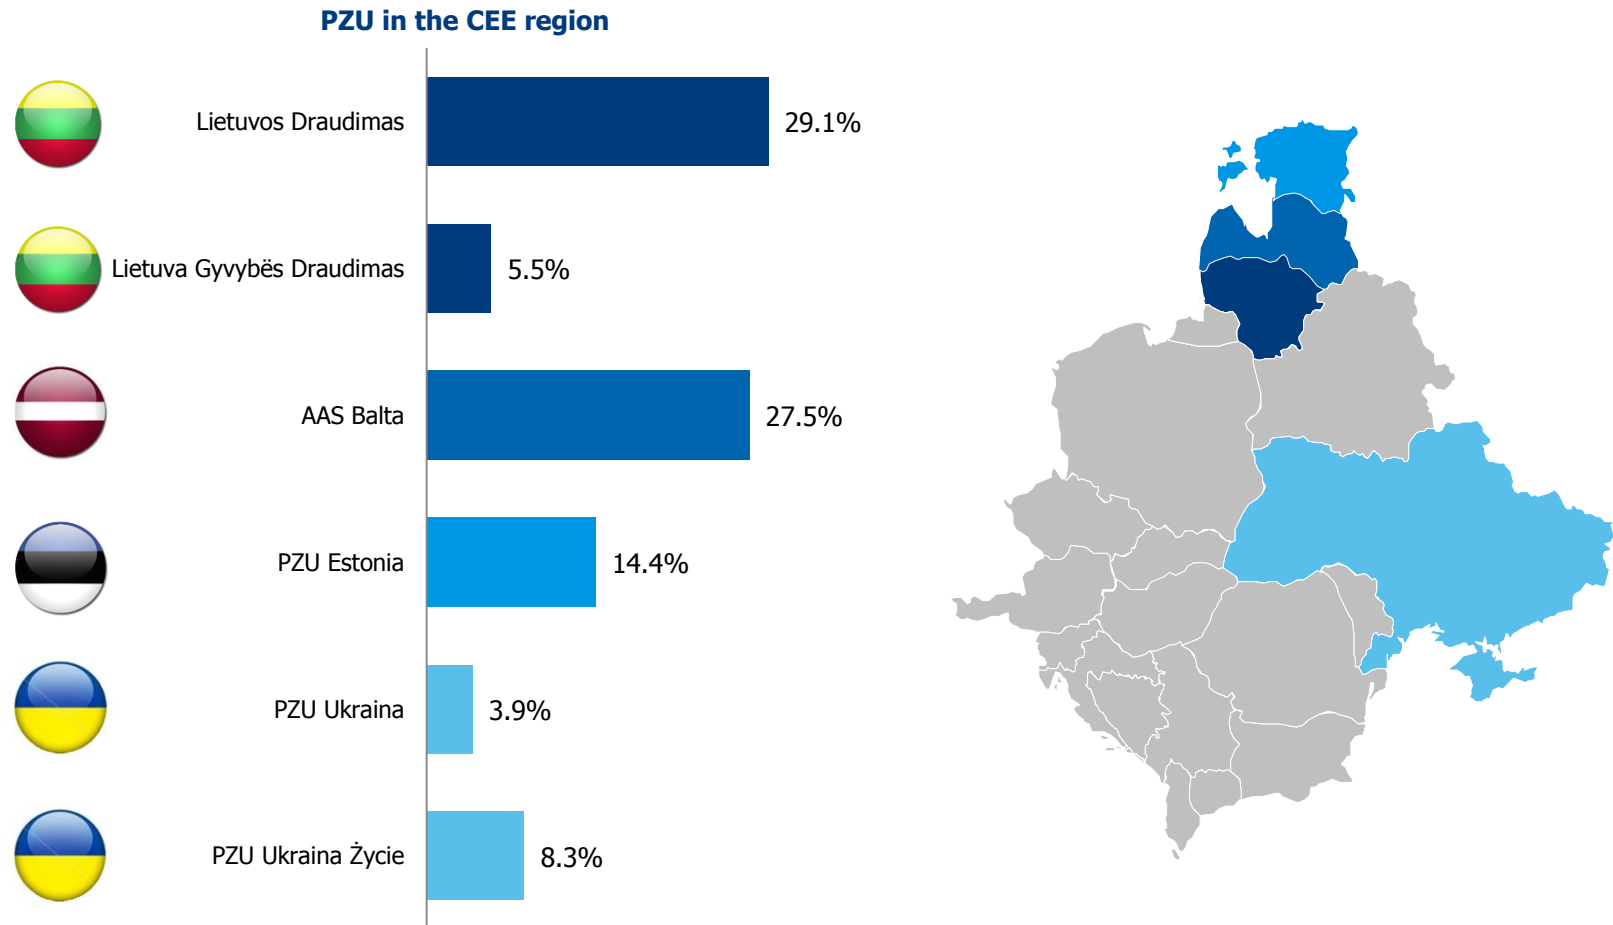 PZU in the CEE region
Lietuvos Draudimas
29.1%
Lietuva Gyvybës Draudimas
5.5%
AAS Balta
27.5%
PZU Estonia
14.4%
PZU Ukraina
3.9%
PZU Ukraina Życie
8.3%